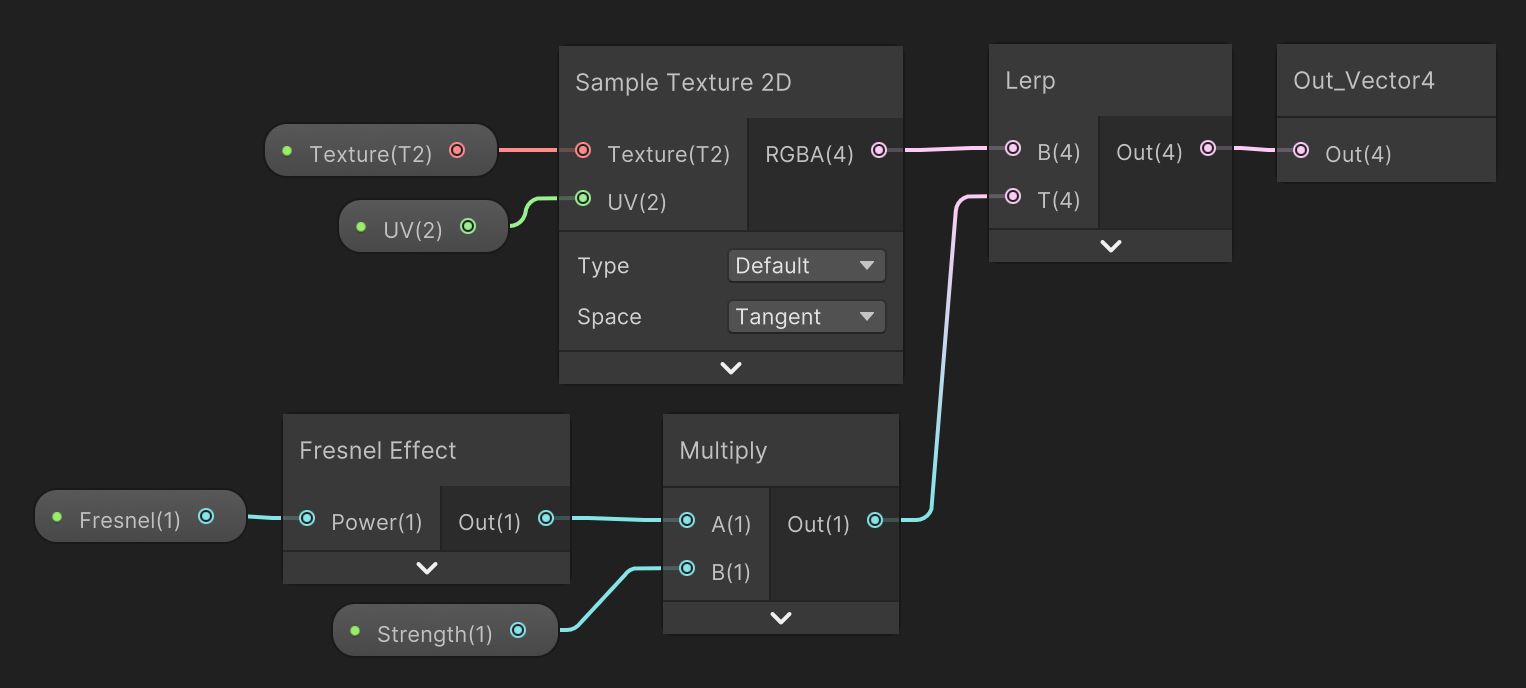 Sample Texture 2D
Texture(T2)
Texture(T2)
RGBA(4)
UV(2)
UV(2)
Type
Default
Space
Tangent
Lerp
B(4)
Out(4)
T(4)
Out_Vector4
Out(4)
Fresnel Effect
Fresnel(1)
Power(1)
Out(1)
Multiply
A(1)
Out(1)
B(1)
Strength(1)